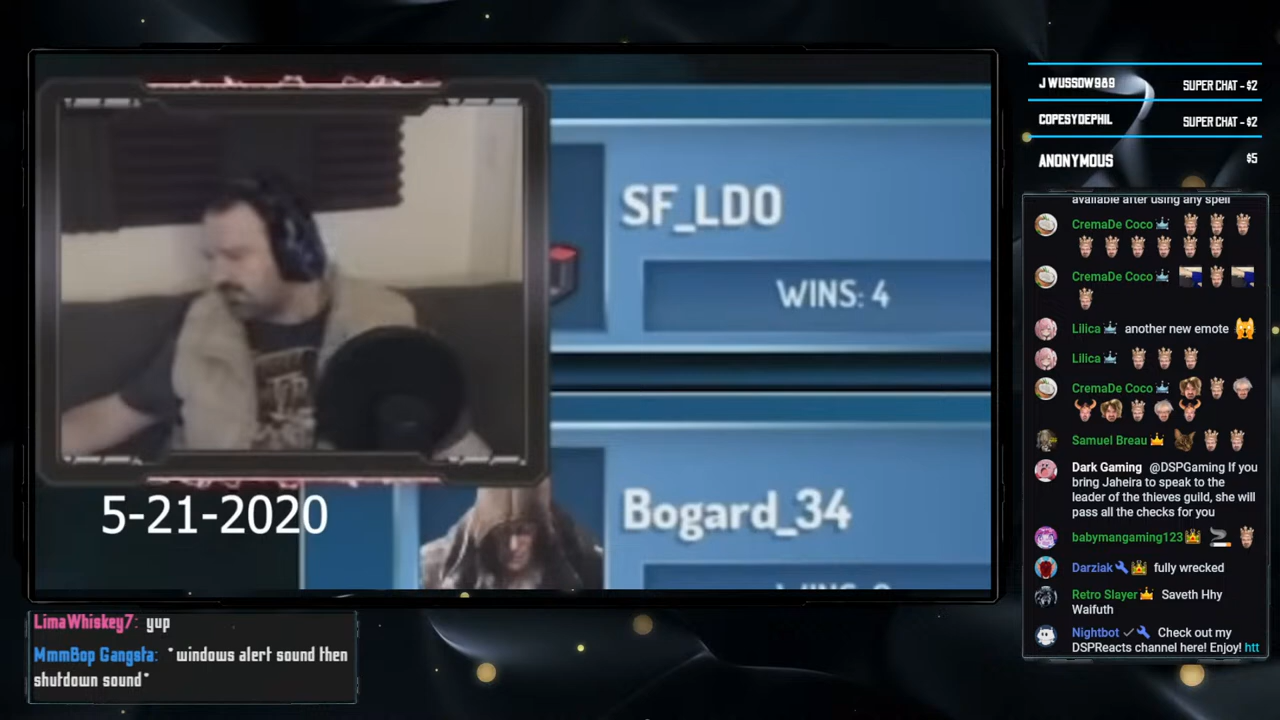 SF_LDO
WINS: 4
Bogard_34
5-21-2020
LimaWhiskey7: yup
MmmBop Gangsta: *windows alert sound then
shutdown sound*
J WUSSOW989 SUPER CHAT - $2
COPESYDEPHIL SUPER CHAT - $2
ANONYMOUS $5
available after using any spell
CremaDe Coco
CremaDe Coco
Lilica another new emote
Lilica
CremaDe Coco
Samuel Breau
Dark Gaming @DSPGaming If you
bring Jaheira to speak to the
leader of the thieves guild, she will
pass all the checks for you
babymangaming123
Darziak fully wrecked
Retro Slayer Saveth Hhy
Waifuth
Nightbot Check out my
DSPReacts channel here! Enjoy! htt